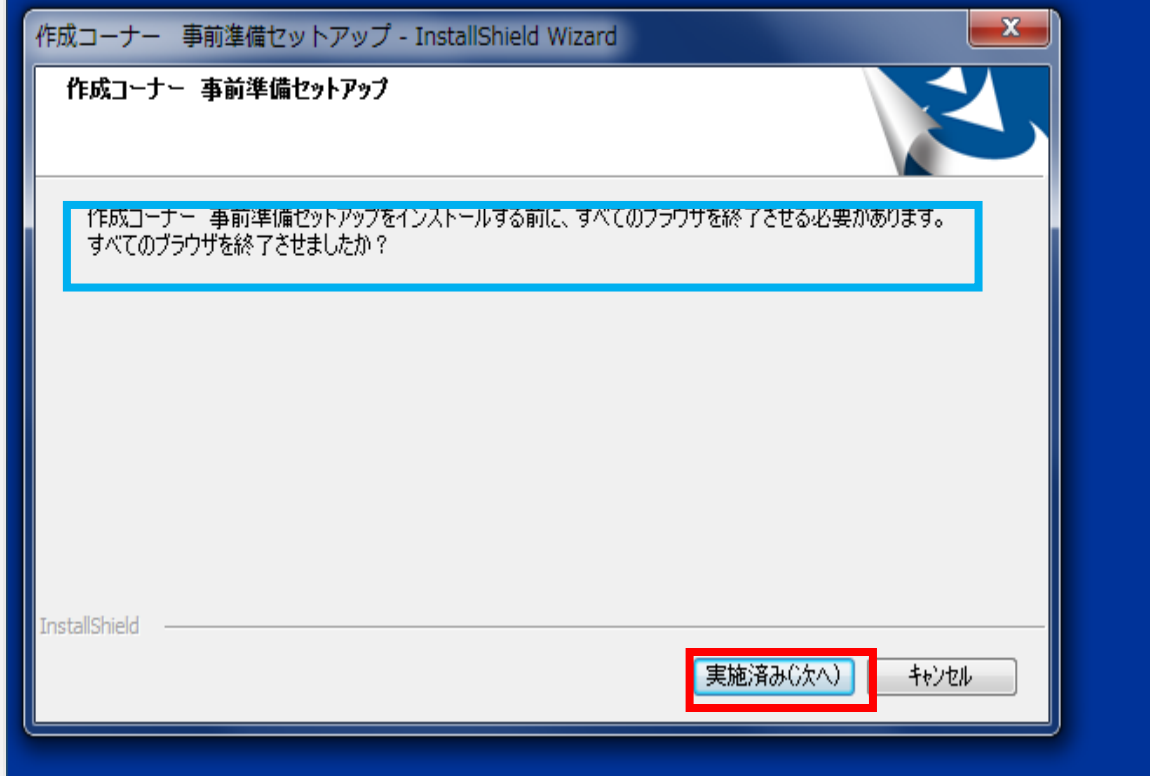 作成コーナー　事前準備セットアップ - InstallShield Wizard
作成コーナー 事前準備セットアップ
作成コーナー 事前準備セットアップをインストールする前に、すべてのブラウザを終了させる必要があります。
すべてのブラウザを終了させましたか？
InstallShield
実施済み(次へ)
キャンセル